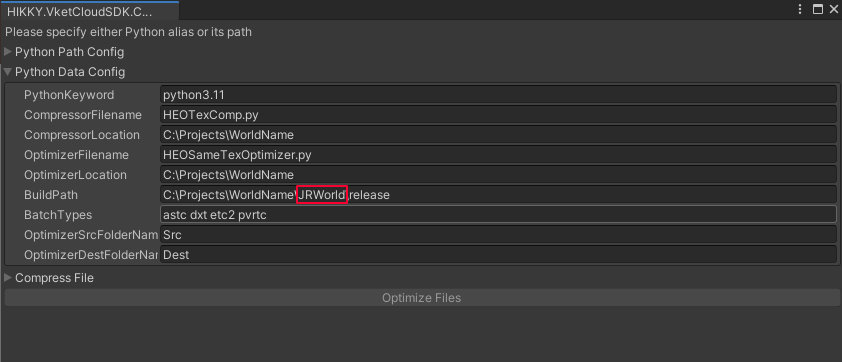 HIKKY.VketCloudSDK.C...
Please specify either Python alias or its path
Python Path Config
Python Data Config
PythonKeyword python3.11
CompressorFilename HEOTexComp.py
CompressorLocation C:\Projects\WorldName
OptimizerFilename HEOSameTexOptimizer.py
OptimizerLocation C:\Projects\WorldName
BuildPath C:\Projects\WorldName\JRWorld\release
BatchTypes astc dxt etc2 pvrtc
OptimizerSrcFolderNam Src
OptimizerDestFolderNa Dest
Compress File
Optimize Files